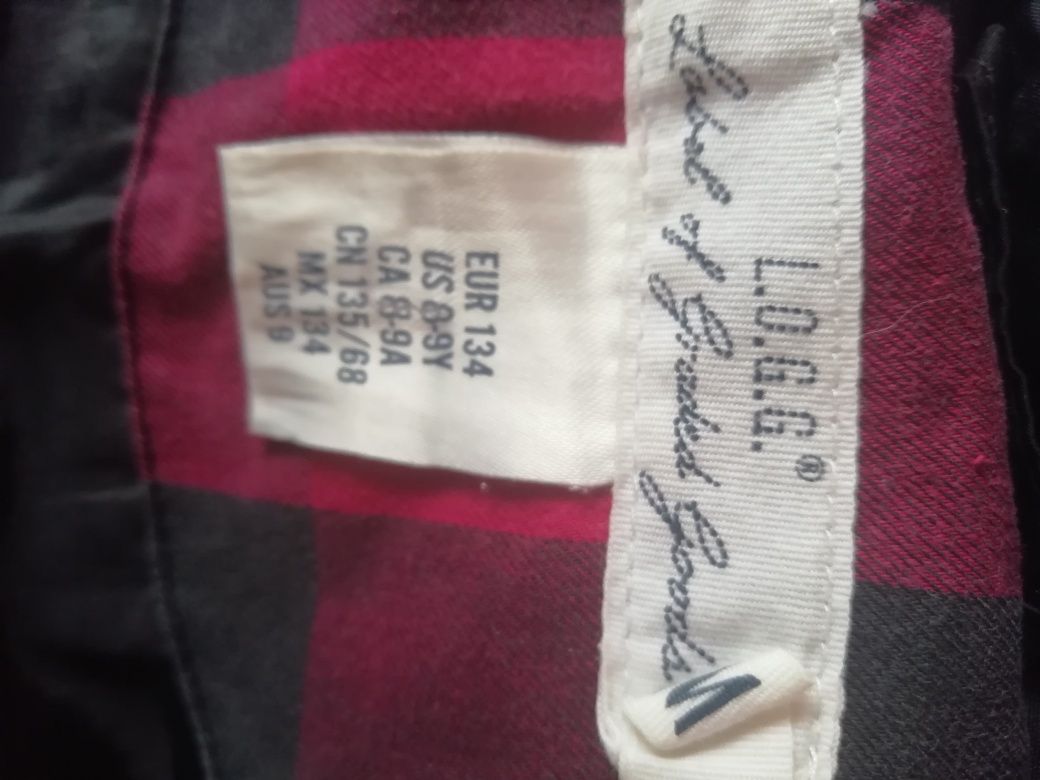 L.O.G.G.®
Label of Graded Goods
EUR 134
US 8-9Y
CA 8-9A
CN 135/68
MX 134
AUS 9